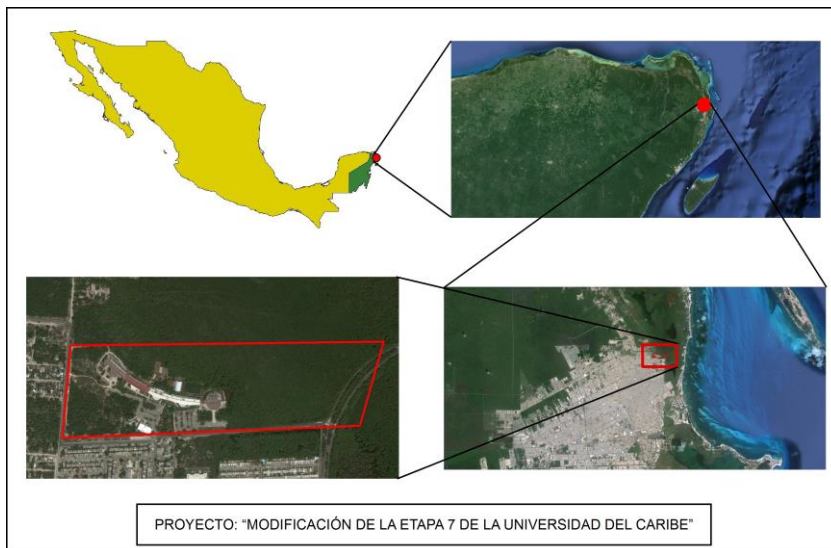 PROYECTO: “MODIFICACIÓN DE LA ETAPA 7 DE LA UNIVERSIDAD DEL CARIBE”